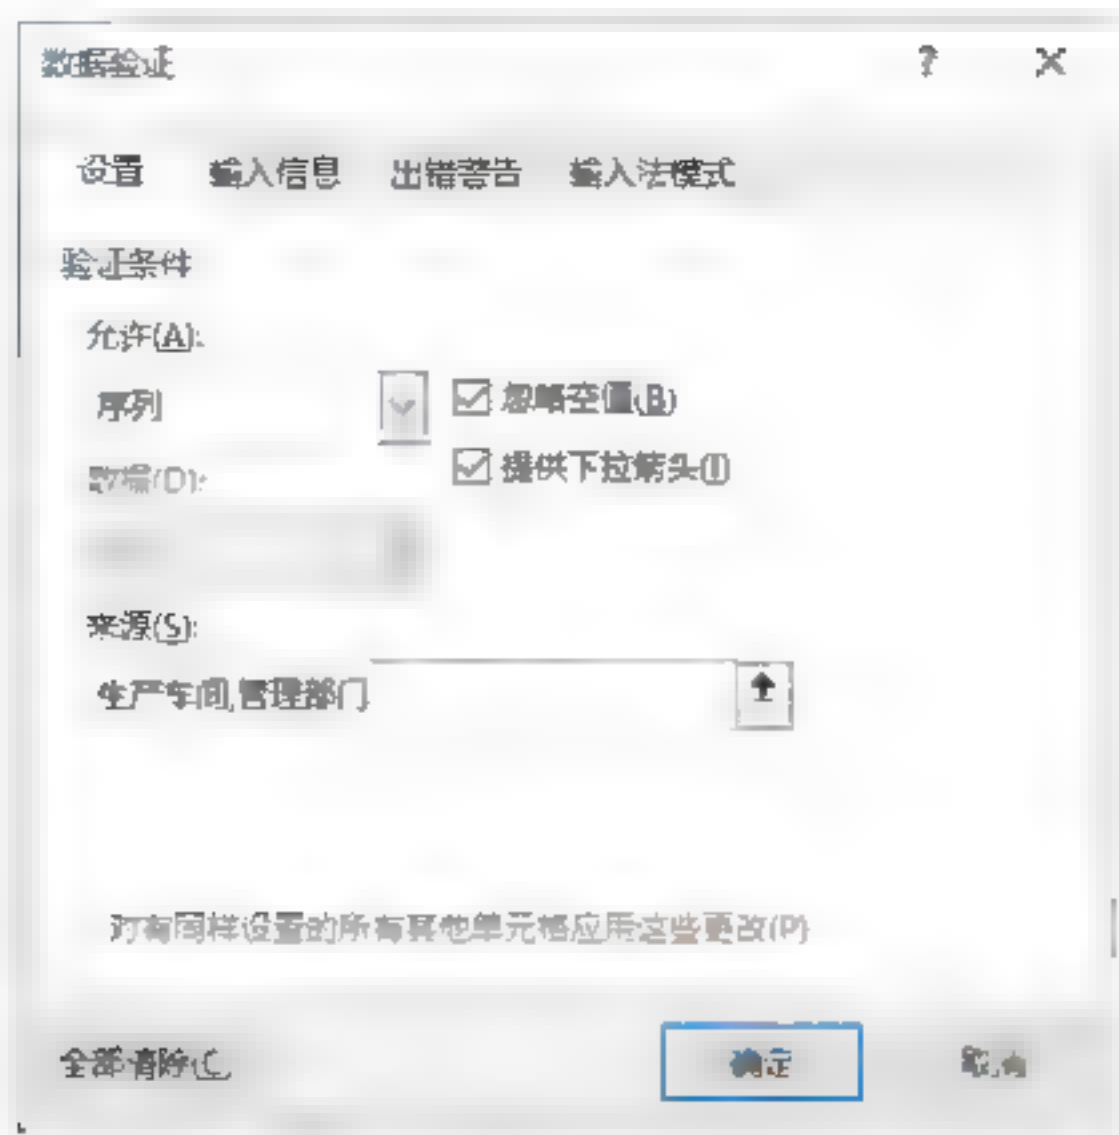 数据验证 ? ×
设置 输入信息 出错警告 输入法模式
验证条件
允许(A):
序列
忽略空值(B)
数据(D):
提供下拉箭头(I)
来源(S):
生产车间,管理部门
对有同样设置的所有其他单元格应用这些更改(P)
全部清除(C) 确定 取消